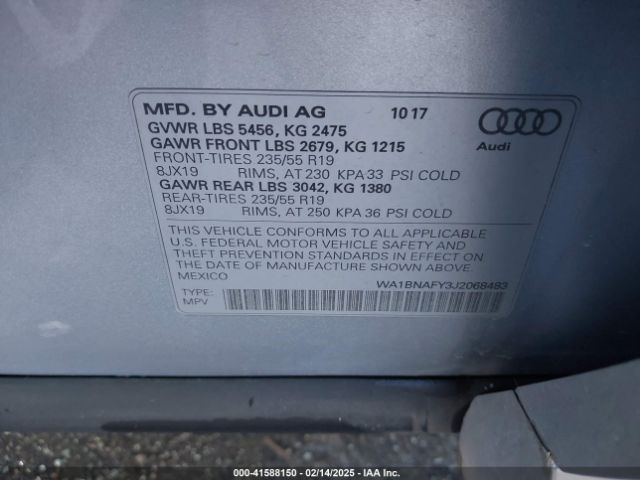 MFD. BY AUDI AG 10 17
GVWR LBS 5456, KG 2475
GAWR FRONT LBS 2679, KG 1215
FRONT-TIRES 235/55 R19
8JX19 RIMS, AT 230 KPA 33 PSI COLD
GAWR REAR LBS 3042, KG 1380
REAR-TIRES 235/55 R19
8JX19 RIMS, AT 250 KPA 36 PSI COLD
Audi
THIS VEHICLE CONFORMS TO ALL APPLICABLE
U.S. FEDERAL MOTOR VEHICLE SAFETY AND
THEFT PREVENTION STANDARDS IN EFFECT ON
THE DATE OF MANUFACTURE SHOWN ABOVE.
MEXICO
WA1BNAFY3J2068483
TYPE:
MPV
000-41588150 • 02/14/2025 • IAA Inc.